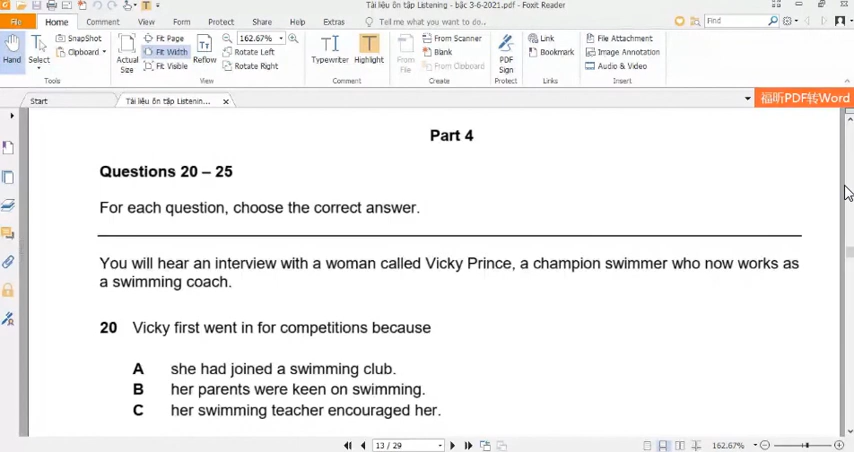 Tài liệu ôn tập Listening - bậc 3-6-2021.pdf - Foxit Reader
File Home Comment View Form Protect Share Help Extras Tell me what you want to do.. Find
Hand
Select
SnapShot
Clipboard
Tools
Actual Size
Fit Page
Fit Width
Fit Visible
Reflow
162.67%
Rotate Left
Rotate Right
View
Typewriter
Highlight
Comment
From File
From Scanner
Blank
From Clipboard
Create
PDF Sign
Protect
Link
Bookmark
Links
File Attachment
Image Annotation
Audio & Video
Insert
Start
Tài liệu ôn tập Listenin...
福昕PDF转Word
Part 4
Questions 20 – 25
For each question, choose the correct answer.
You will hear an interview with a woman called Vicky Prince, a champion swimmer who now works as
a swimming coach.
20 Vicky first went in for competitions because
A she had joined a swimming club.
B her parents were keen on swimming.
C her swimming teacher encouraged her.
13 / 29
162.67%